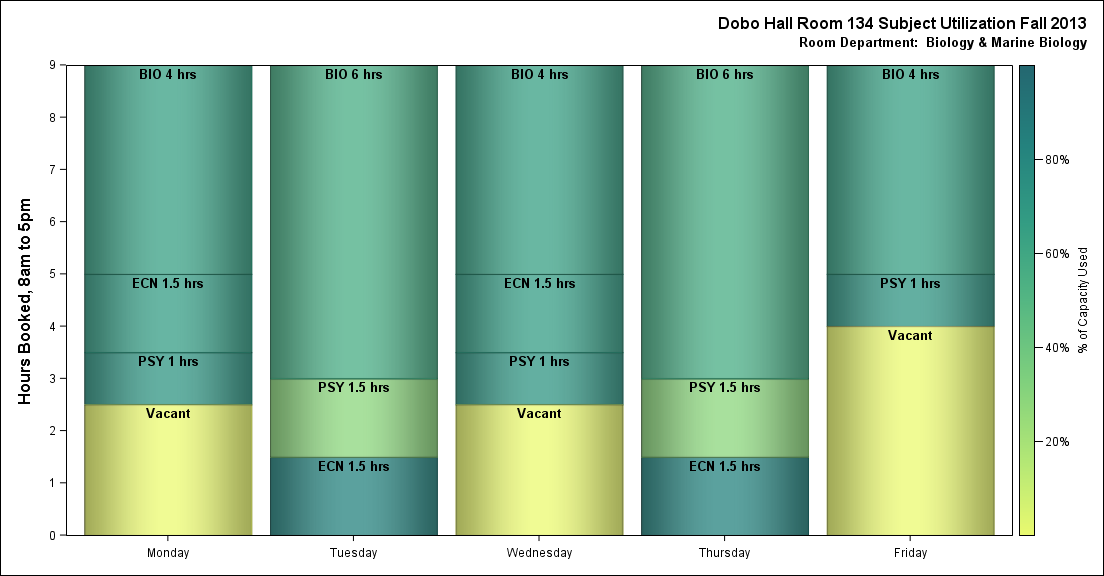 Dobo Hall Room 134 Subject Utilization Fall 2013
Room Department: Biology & Marine Biology
Hours Booked, 8am to 5pm
9
8
7
6
5
4
3
2
1
0
BIO 4 hrs
ECN 1.5 hrs
PSY 1 hrs
Vacant
BIO 6 hrs
PSY 1.5 hrs
ECN 1.5 hrs
BIO 4 hrs
ECN 1.5 hrs
PSY 1 hrs
Vacant
BIO 6 hrs
PSY 1.5 hrs
ECN 1.5 hrs
BIO 4 hrs
PSY 1 hrs
Vacant
Monday
Tuesday
Wednesday
Thursday
Friday
80%
60%
40%
20%
% of Capacity Used